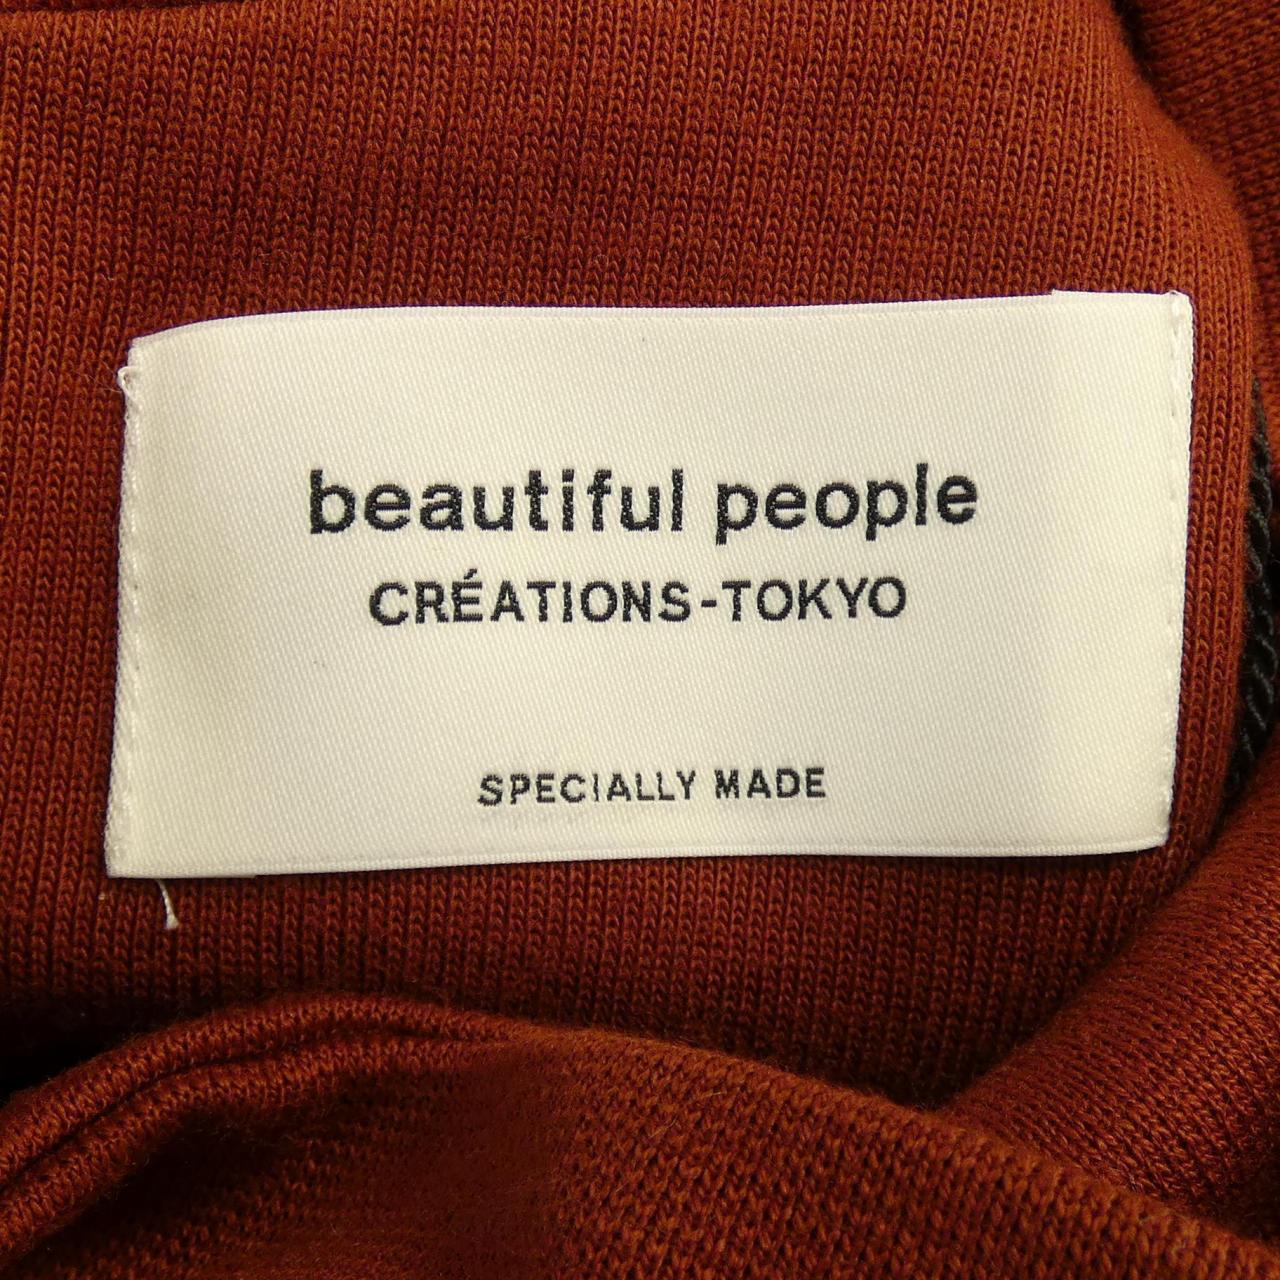 beautiful people
CRÉATIONS-TOKYO
SPECIALLY MADE